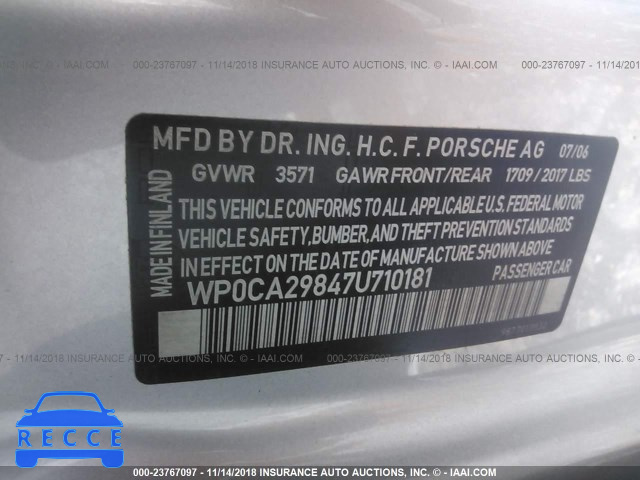 000-23767097 - 11/14/2018 INSURANCE AUTO AUCTIONS, INC. © - IAAI.COM
MFD BY DR. ING. H.C. F. PORSCHE AG 07/06
GVWR 3571 GAWR FRONT/REAR 1709 / 2017 LBS
THIS VEHICLE CONFORMS TO ALL APPLICABLE U.S. FEDERAL MOTOR
VEHICLE SAFETY, BUMPER, AND THEFT PREVENTION STANDARDS
IN EFFECT ON THE DATE OF MANUFACTURE SHOWN ABOVE
WP0CA29847U710181 PASSENGER CAR
MADE IN FINLAND
000-23767097 - 11/14/2018 INSURANCE AUTO AUCTIONS, INC. © - IAAI.COM
RECCE
000-23767097 - 11/14/2018 INSURANCE AUTO AUCTIONS, INC. © - IAAI.COM